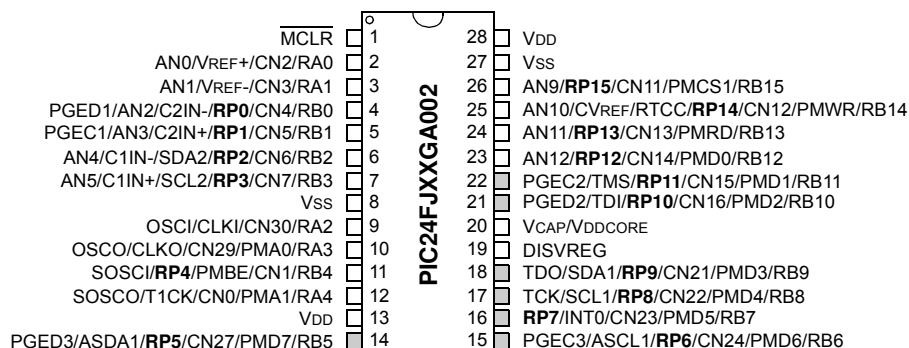 MCLR 1 28 VDD
AN0/VREF+/CN2/RA0 2 27 VSS
AN1/VREF-/CN3/RA1 3 26 AN9/RP15/CN11/PMCS1/RB15
PGED1/AN2/C2IN-/RP0/CN4/RB0 4 25 AN10/CVREF/RTCC/RP14/CN12/PMWR/RB14
PGEC1/AN3/C2IN+/RP1/CN5/RB1 5 24 AN11/RP13/CN13/PMRD/RB13
AN4/C1IN-/SDA2/RP2/CN6/RB2 6 23 AN12/RP12/CN14/PMD0/RB12
AN5/C1IN+/SCL2/RP3/CN7/RB3 7 22 PGEC2/TMS/RP11/CN15/PMD1/RB11
VSS 8 21 PGED2/TDI/RP10/CN16/PMD2/RB10
OSCI/CLKI/CN30/RA2 9 20 VCAP/VDDCORE
OSCO/CLKO/CN29/PMA0/RA3 10 19 DISVREG
SOSCI/RP4/PMBE/CN1/RB4 11 18 TDO/SDA1/RP9/CN21/PMD3/RB9
SOSCO/T1CK/CN0/PMA1/RA4 12 17 TCK/SCL1/RP8/CN22/PMD4/RB8
VDD 13 16 RP7/INT0/CN23/PMD5/RB7
PGED3/ASDA1/RP5/CN27/PMD7/RB5 14 15 PGEC3/ASCL1/RP6/CN24/PMD6/RB6
PIC24FJXXGA002